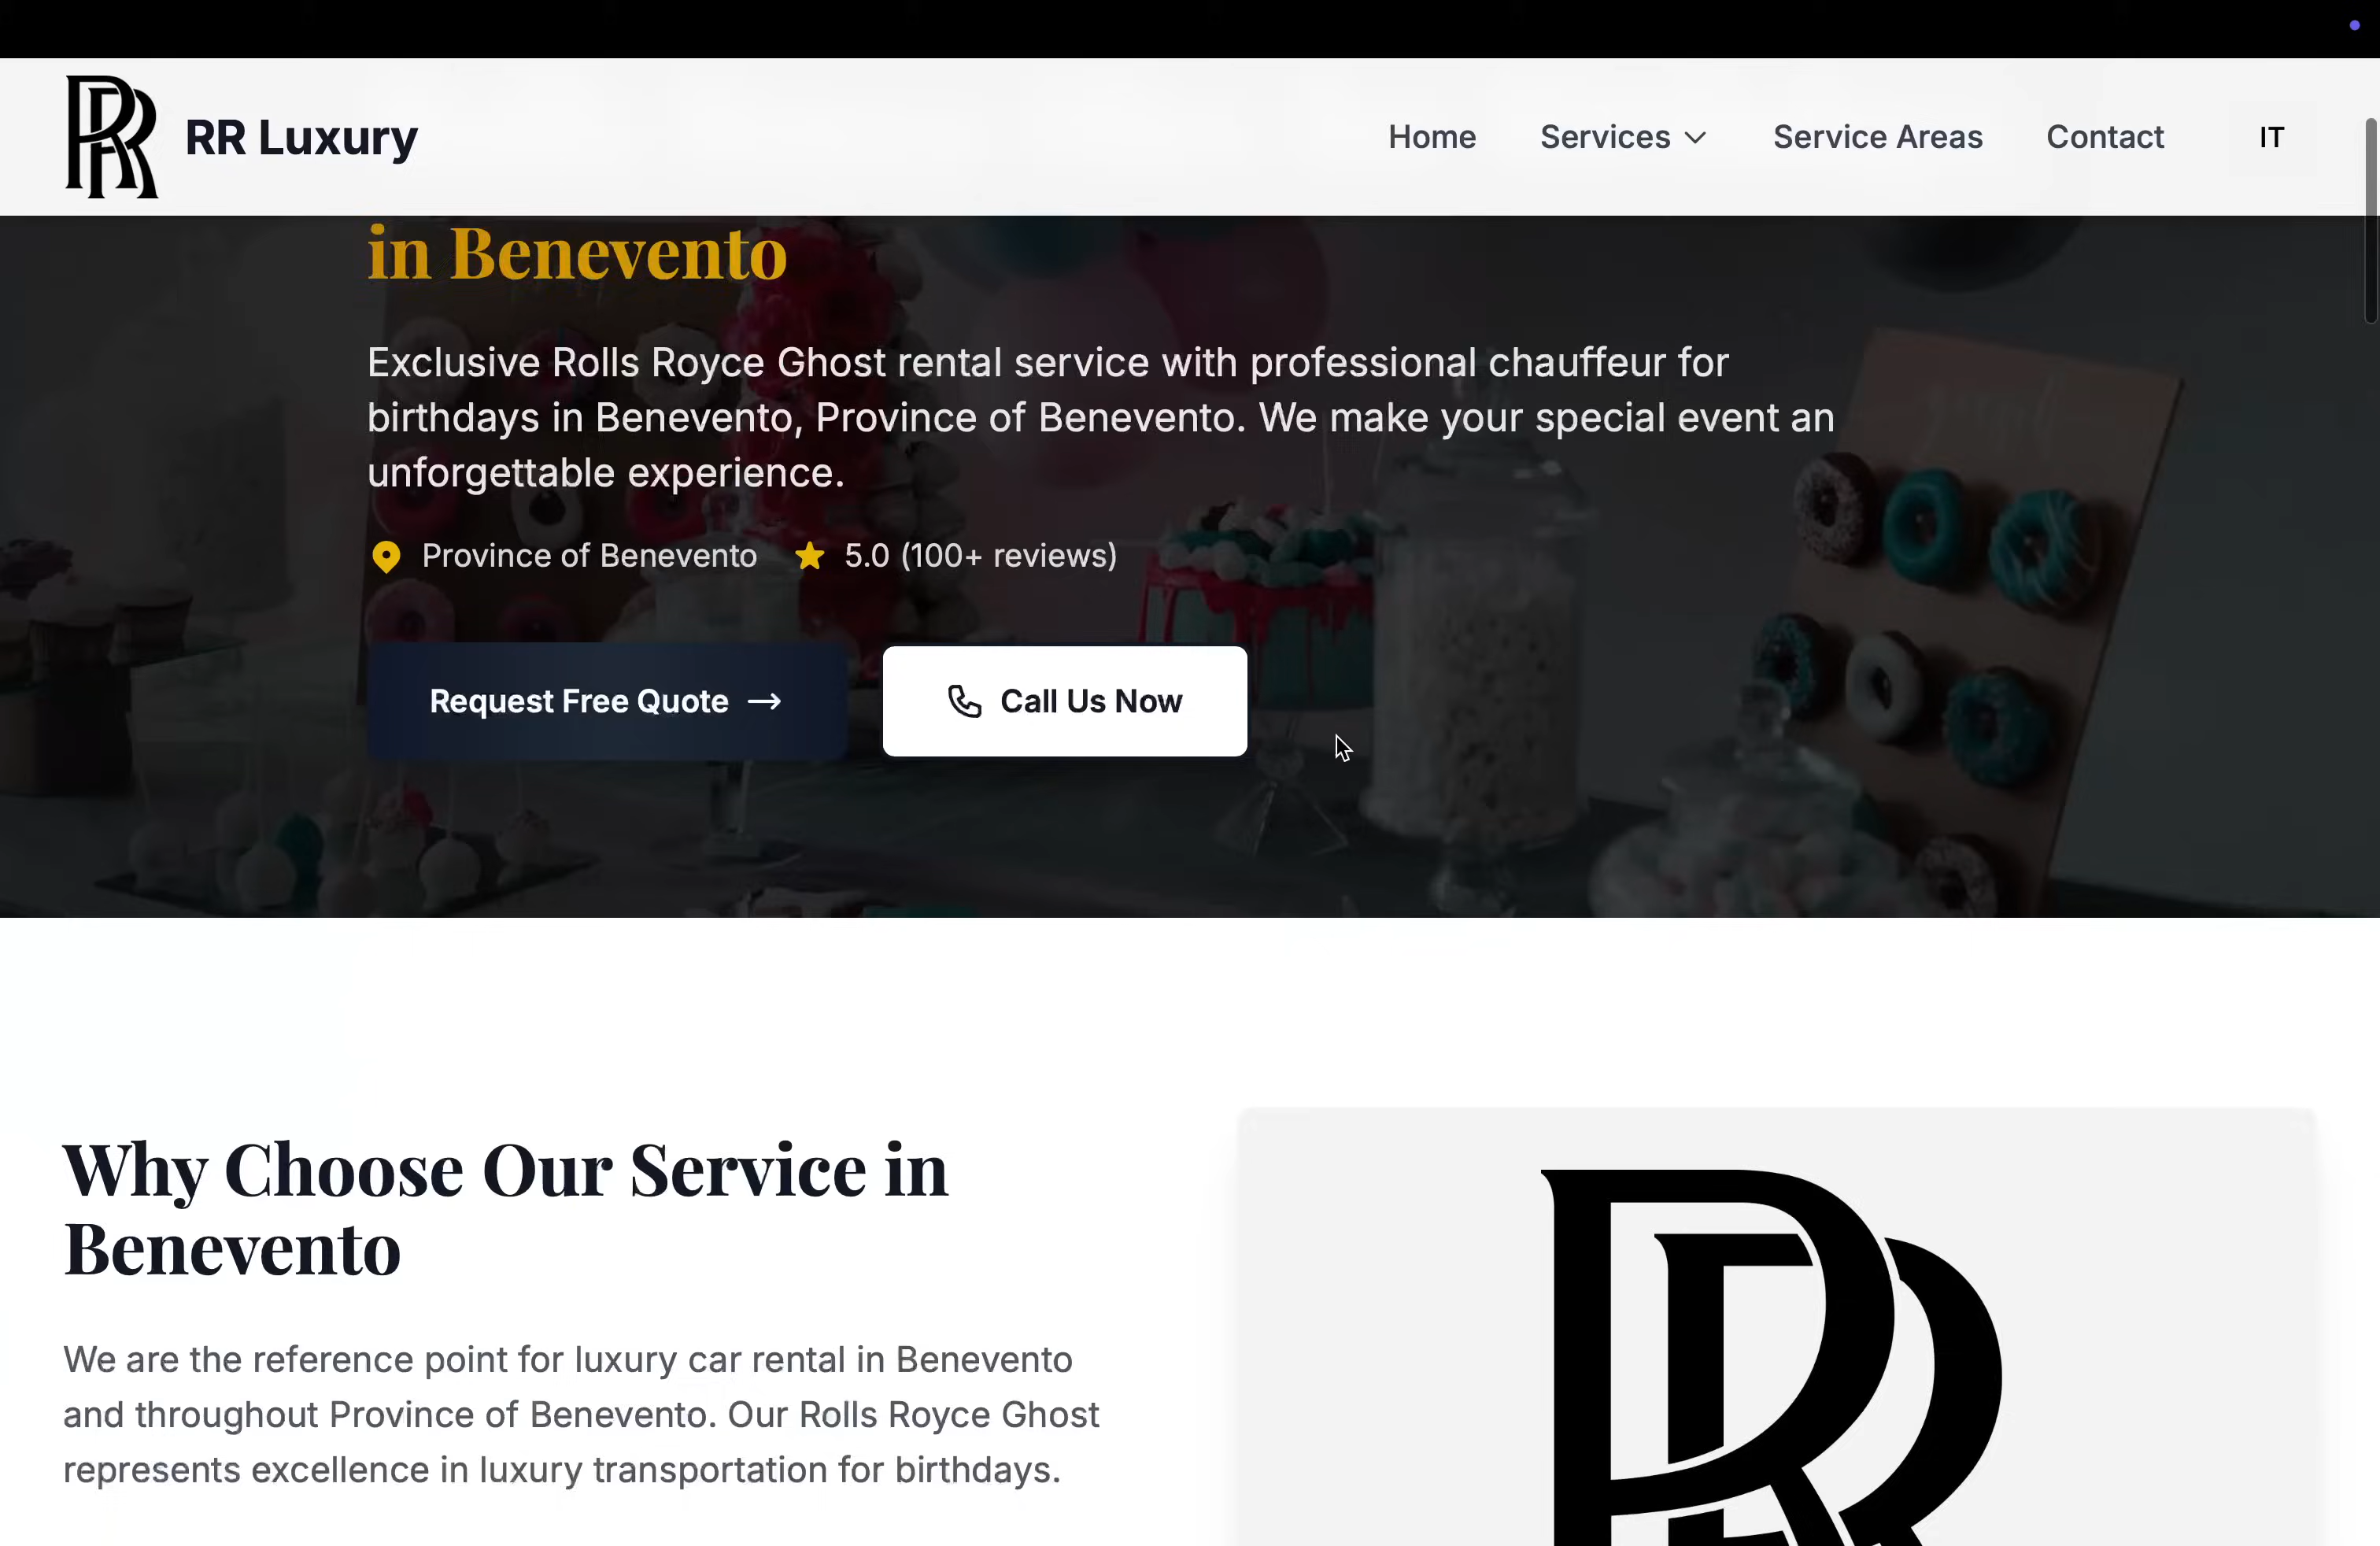 RR Luxury
Home
Services
Service Areas
Contact
IT
in Benevento
Exclusive Rolls Royce Ghost rental service with professional chauffeur for
birthdays in Benevento, Province of Benevento. We make your special event an
unforgettable experience.
Province of Benevento
5.0 (100+ reviews)
Request Free Quote →
Call Us Now
Why Choose Our Service in
Benevento
We are the reference point for luxury car rental in Benevento
and throughout Province of Benevento. Our Rolls Royce Ghost
represents excellence in luxury transportation for birthdays.